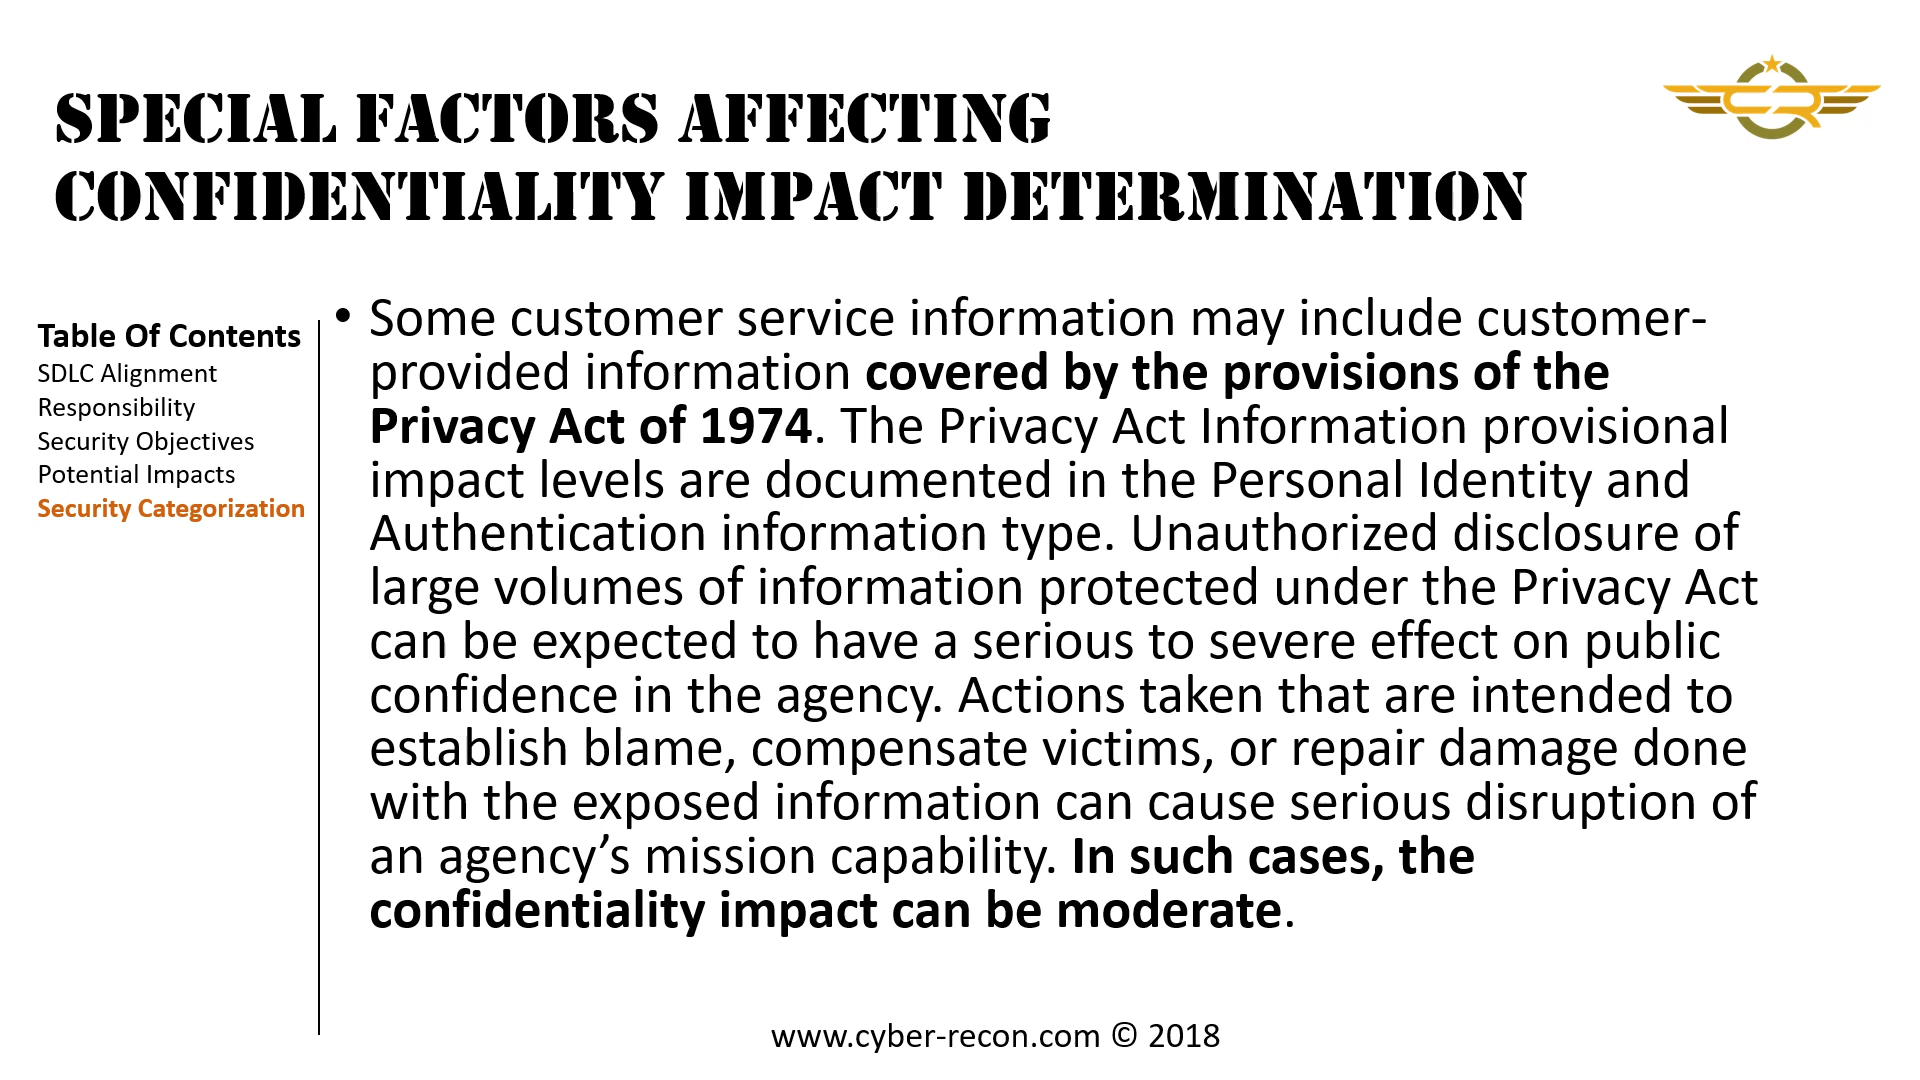 SPECIAL FACTORS AFFECTING
CONFIDENTIALITY IMPACT DETERMINATION
CR
Table Of Contents
SDLC Alignment
Responsibility
Security Objectives
Potential Impacts
Security Categorization
• Some customer service information may include customer-
provided information covered by the provisions of the
Privacy Act of 1974. The Privacy Act Information provisional
impact levels are documented in the Personal Identity and
Authentication information type. Unauthorized disclosure of
large volumes of information protected under the Privacy Act
can be expected to have a serious to severe effect on public
confidence in the agency. Actions taken that are intended to
establish blame, compensate victims, or repair damage done
with the exposed information can cause serious disruption of
an agency’s mission capability. In such cases, the
confidentiality impact can be moderate.
www.cyber-recon.com © 2018